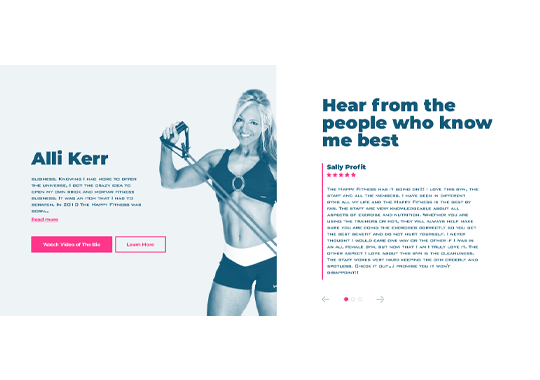 Alli Kerr
business. Knowing I had more to offer
the universe, I got the crazy idea to
open my own brick and mortar fitness
business. It was an itch that I had to
scratch. In 2010 The Happy Fitness was
Read more
Watch Video of The Bio
Learn More
Hear from the
people who know
me best
Sally Profit
The Happy Fitness has it going on!!! I love this gym, the
staff and all the members. I have been in different
gyms all my life and the Happy Fitness is the best by
far. The staff are very knowledgeable about all
aspects of exercise and nutrition. Whether you are
using the trainers or not, they will always help make
sure you are doing the exercises correctly so you get
the best benefit and do not hurt yourself. I never
thought I would care one way or the other if I was in
an all female gym, but now that I am I truly love it. The
other aspect I love about this gym is the cleanliness.
The staff works very hard keeping the gym orderly and
spotless. Check it out...I promise you it won't
disappoint!!